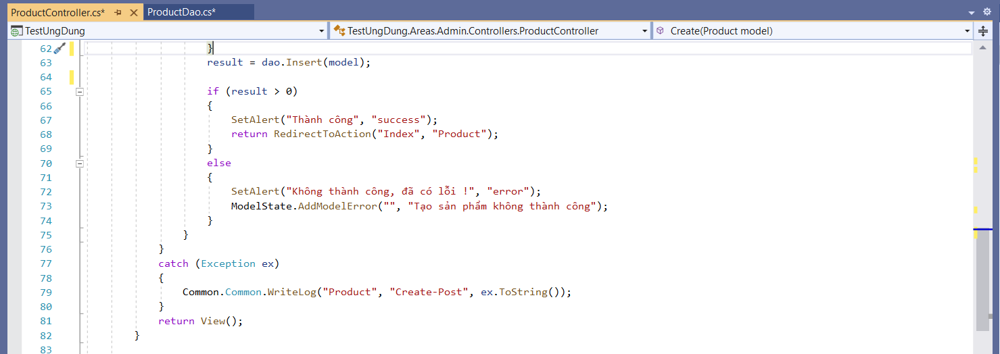 ProductController.cs* ProductDao.cs*
TestUngDung TestUngDung.Areas.Admin.Controllers.ProductController Create(Product model)
62 }
63 result = dao.Insert(model);
64
65 if (result > 0)
66 {
67 SetAlert("Thành công", "success");
68 return RedirectToAction("Index", "Product");
69 }
70 else
71 {
72 SetAlert("Không thành công, đã có lỗi !", "error");
73 ModelState.AddModelError("", "Tạo sản phẩm không thành công");
74 }
75 }
76 }
77 catch (Exception ex)
78 {
79 Common.Common.WriteLog("Product", "Create-Post", ex.ToString());
80 }
81 return View();
82 }
83